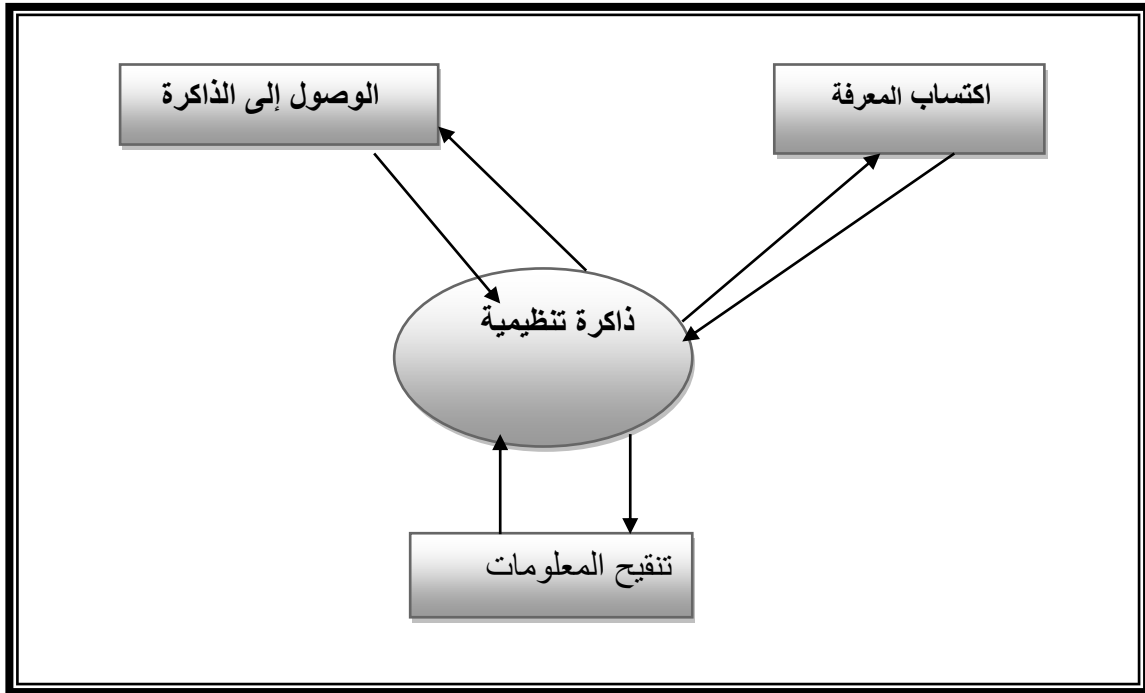 اكتساب المعرفة
الوصول إلى الذاكرة
ذاكرة تنظيمية
تنقيح المعلومات